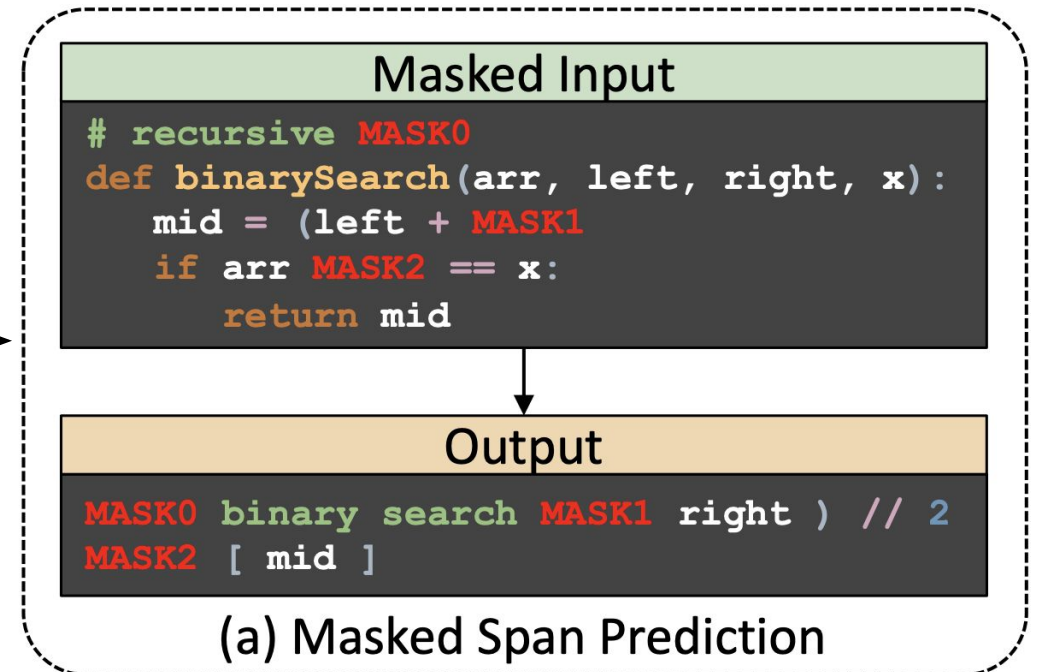 Masked Input
# recursive MASK0
def binarySearch(arr, left, right, x):
mid = (left + MASK1
if arr MASK2 == x:
return mid
Output
MASK0 binary search MASK1 right ) // 2
MASK2 [ mid ]
(a) Masked Span Prediction